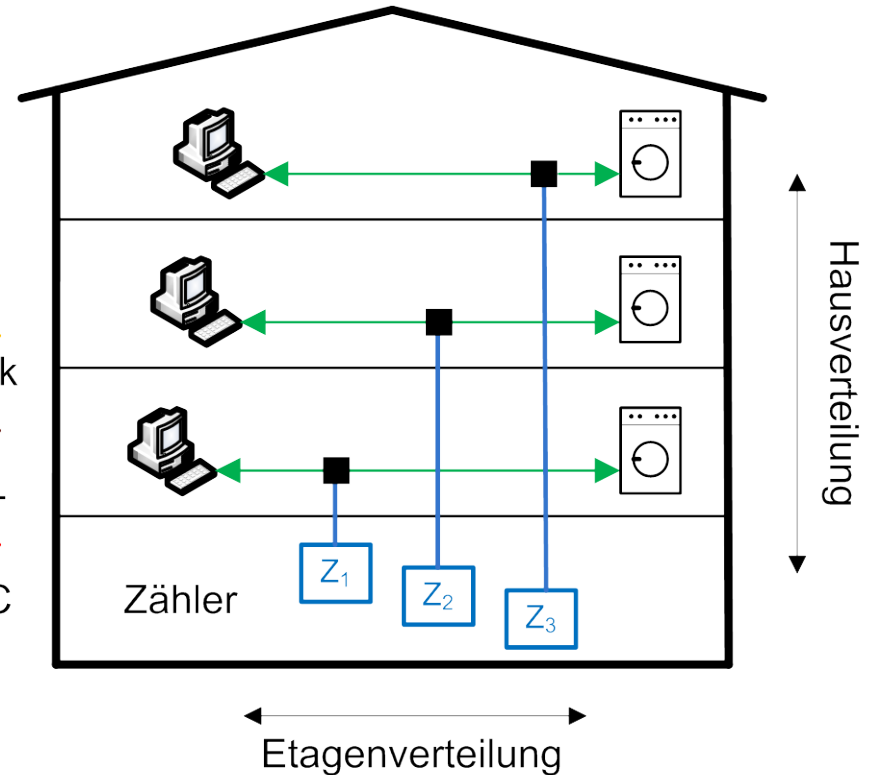 k
Hausverteilung
C
Zähler
Z₁
Z₂
Z₃
Etagenverteilung